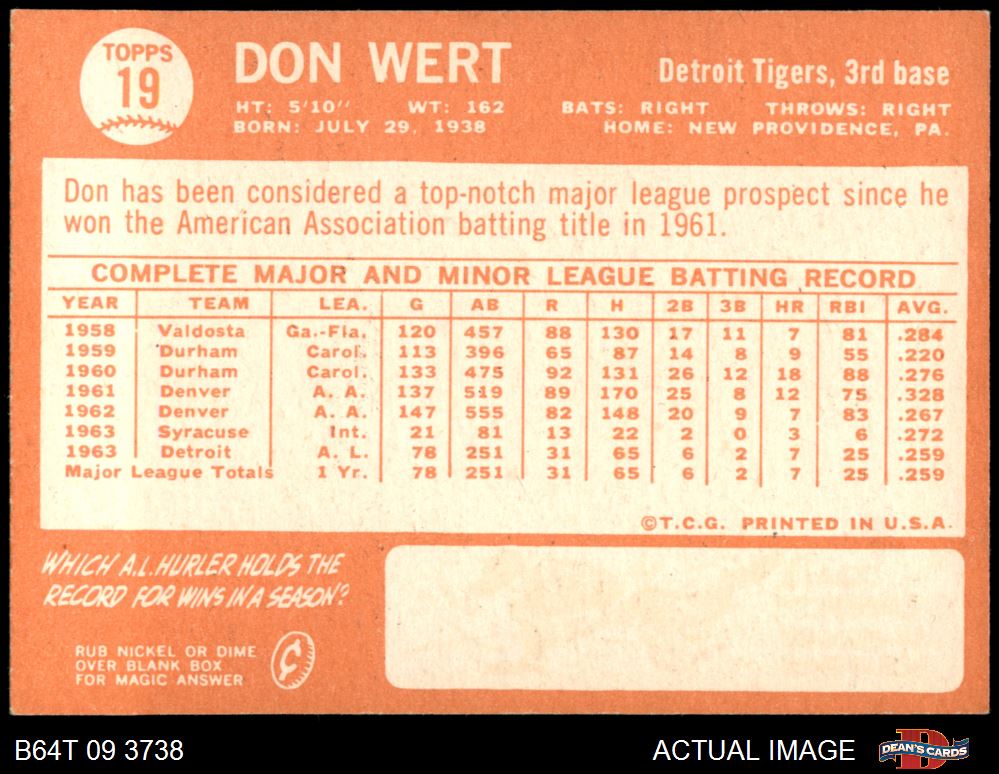 TOPPS
19
DON WERT
Detroit Tigers, 3rd base
HT: 5'10" WT: 162 BATS: RIGHT THROWS: RIGHT
BORN: JULY 29, 1938 HOME: NEW PROVIDENCE, PA.
Don has been considered a top-notch major league prospect since he
won the American Association batting title in 1961.
COMPLETE MAJOR AND MINOR LEAGUE BATTING RECORD
YEAR TEAM LEA. G AB R H 2B 3B HR RBI AVG.
1958 Valdosta Ga.-Fla. 120 457 88 130 17 11 7 81 .284
1959 Durham Carol. 113 396 65 87 14 8 9 55 .220
1960 Durham Carol. 133 475 92 131 26 12 18 88 .276
1961 Denver A. A. 137 519 89 170 25 8 12 75 .328
1962 Denver A. A. 147 555 82 148 20 9 7 83 .267
1963 Syracuse Int. 21 81 13 22 2 0 3 6 .272
1963 Detroit A. L. 78 251 31 65 6 2 7 25 .259
Major League Totals 1 Yr. 78 251 31 65 6 2 7 25 .259
©T.C.G. PRINTED IN U.S.A.
WHICH A.L. HURLER HOLDS THE
RECORD FOR WINS IN A SEASON?
RUB NICKEL OR DIME
OVER BLANK BOX
FOR MAGIC ANSWER
¢
B64T 09 3738
ACTUAL IMAGE
DEAN'S CARDS